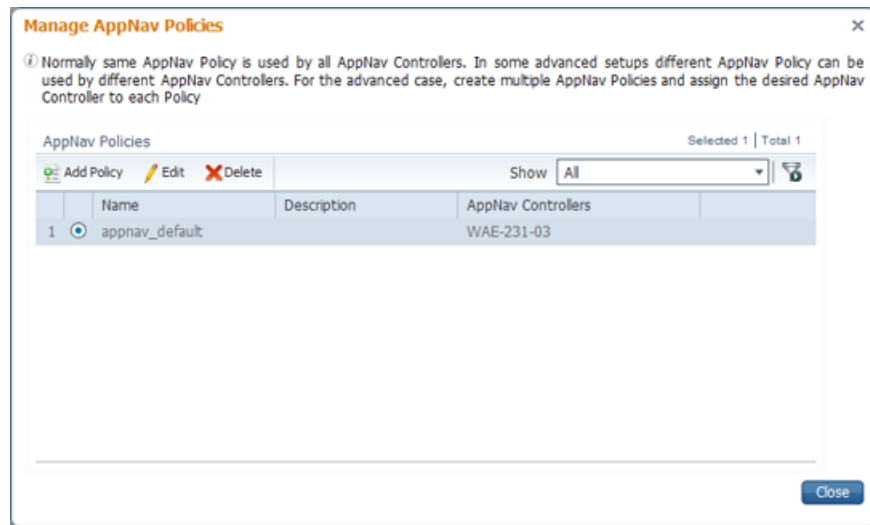 Manage AppNav Policies
Normally same AppNav Policy is used by all AppNav Controllers. In some advanced setups different AppNav Policy can be
used by different AppNav Controllers. For the advanced case, create multiple AppNav Policies and assign the desired AppNav
Controller to each Policy
AppNav Policies Selected 1 | Total 1
Add Policy Edit Delete Show All
Name Description AppNav Controllers
1 appnav_default WAE-231-03
Close